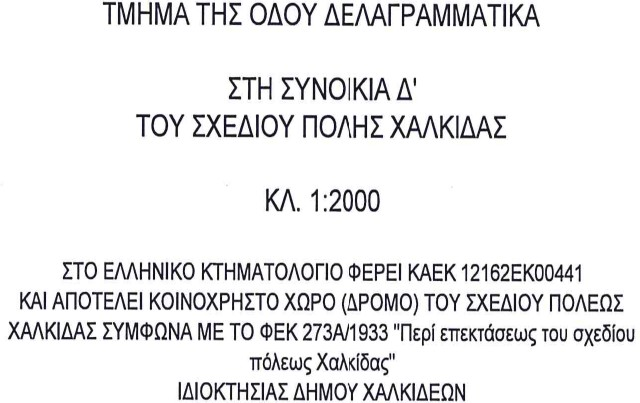 ΤΜΗΜΑ ΤΗΣ ΟΔΟΥ ΔΕΛΑΓΡΑΜΜΑΤΙΚΑ
ΣΤΗ ΣΥΝΟΙΚΙΑ Δ'
ΤΟΥ ΣΧΕΔΙΟΥ ΠΟΛΗΣ ΧΑΛΚΙΔΑΣ
ΚΛ. 1:2000
ΣΤΟ ΕΛΛΗΝΙΚΟ ΚΤΗΜΑΤΟΛΟΓΙΟ ΦΕΡΕΙ ΚΑΕΚ 12162ΕΚ00441
ΚΑΙ ΑΠΟΤΕΛΕΙ ΚΟΙΝΟΧΡΗΣΤΟ ΧΩΡΟ (ΔΡΟΜΟ) ΤΟΥ ΣΧΕΔΙΟΥ ΠΟΛΕΩΣ
ΧΑΛΚΙΔΑΣ ΣΥΜΦΩΝΑ ΜΕ ΤΟ ΦΕΚ 273Α/1933 "Περί επεκτάσεως του σχεδίου
πόλεως Χαλκίδας"
ΙΔΙΟΚΤΗΣΙΑΣ ΔΗΜΟΥ ΧΑΛΚΙΔΕΩΝ